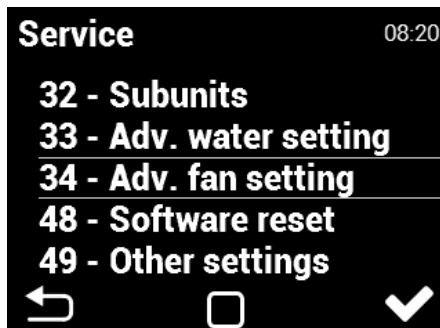 Service 08:20
32 - Subunits
33 - Adv. water setting
34 - Adv. fan setting
48 - Software reset
49 - Other settings